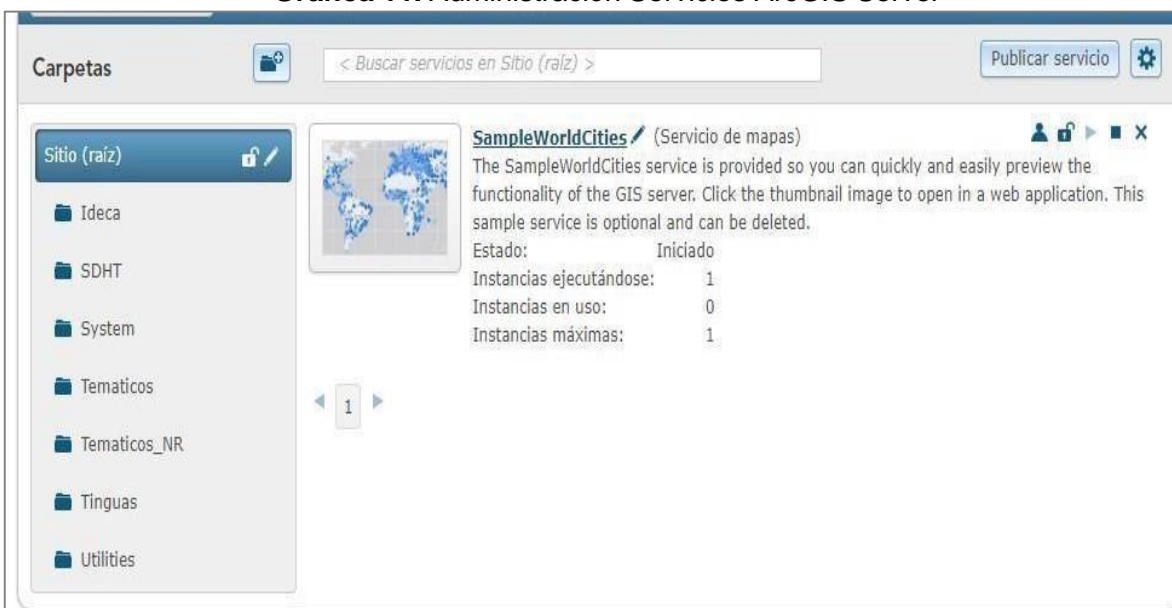 Carpetas
< Buscar servicios en Sitio (raíz) >
Publicar servicio
Sitio (raíz)
Ideca
SDHT
System
Tematicos
Tematicos_NR
Tinguas
Utilities
SampleWorldCities (Servicio de mapas)
The SampleWorldCities service is provided so you can quickly and easily preview the
functionality of the GIS server. Click the thumbnail image to open in a web application. This
sample service is optional and can be deleted.
Estado: Iniciado
Instancias ejecutándose: 1
Instancias en uso: 0
Instancias máximas: 1
1